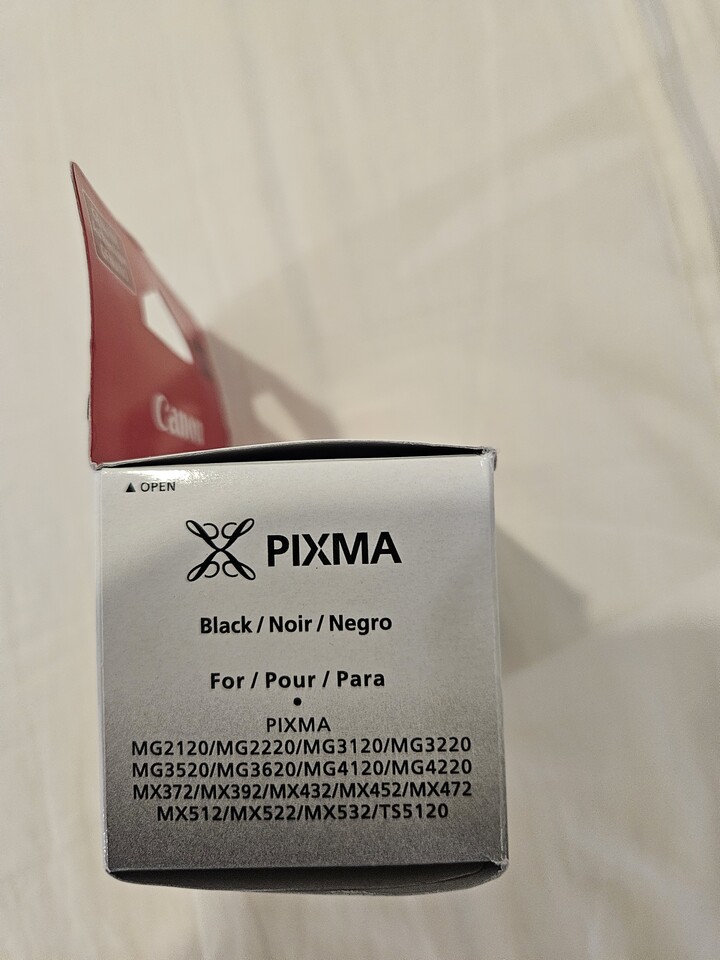 Canon
▲ OPEN
PIXMA
Black / Noir / Negro
For / Pour / Para
•
PIXMA
MG2120/MG2220/MG3120/MG3220
MG3520/MG3620/MG4120/MG4220
MX372/MX392/MX432/MX452/MX472
MX512/MX522/MX532/TS5120